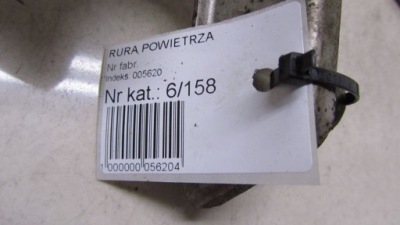 RURA POWIETRZA
Nr fabr.
Indeks: 005620
Nr kat.: 6/158
1 000000 056204